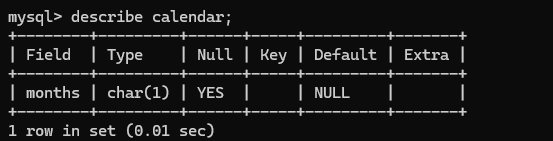 mysql> describe calendar;
+--------+---------+------+-----+---------+-------+
| Field  | Type    | Null | Key | Default | Extra |
+--------+---------+------+-----+---------+-------+
| months | char(1) | YES  |     | NULL    |       |
+--------+---------+------+-----+---------+-------+
1 row in set (0.01 sec)